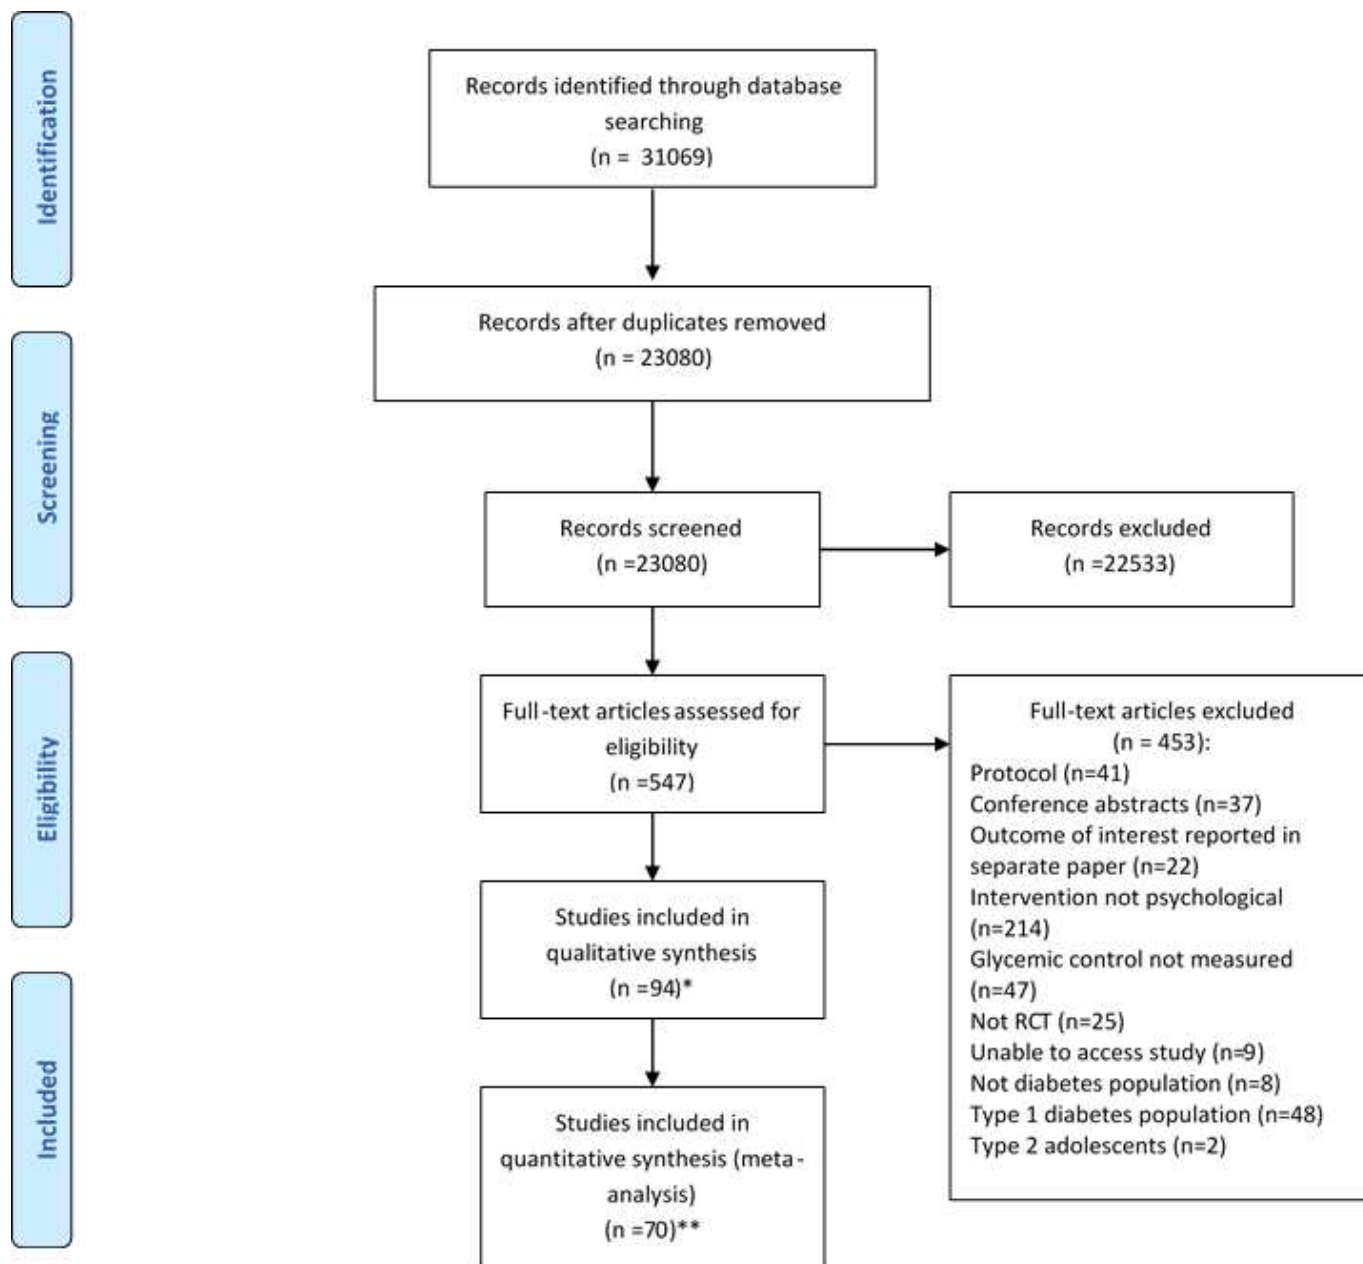 Identification
Records identified through database
searching
(n = 31069)
Records after duplicates removed
(n = 23080)
Screening
Records screened
(n =23080)
Records excluded
(n =22533)
Eligibility
Full-text articles assessed for
eligibility
(n =547)
Full-text articles excluded
(n = 453):
Protocol (n=41)
Conference abstracts (n=37)
Outcome of interest reported in
separate paper (n=22)
Intervention not psychological
(n=214)
Glycemic control not measured
(n=47)
Not RCT (n=25)
Unable to access study (n=9)
Not diabetes population (n=8)
Type 1 diabetes population (n=48)
Type 2 adolescents (n=2)
Studies included in
qualitative synthesis
(n =94)*
Included
Studies included in
quantitative synthesis (meta-
analysis)
(n =70)**